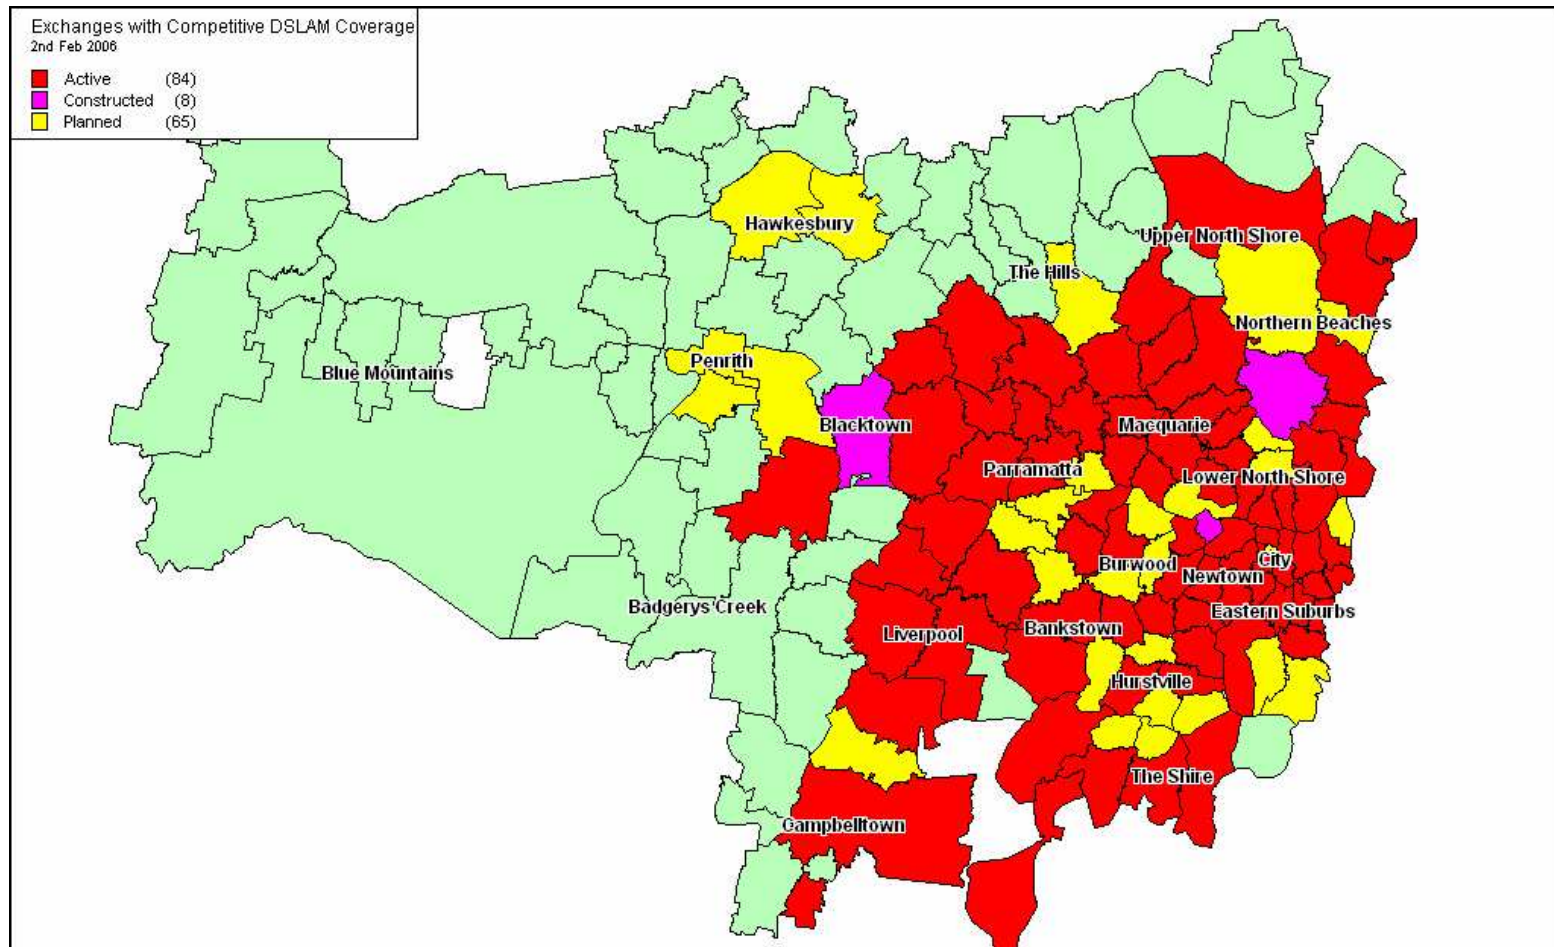 Exchanges with Competitive DSLAM Coverage
2nd Feb 2006
Active (84)
Constructed (8)
Planned (65)
Hawkesbury
Upper North Shore
The Hills
Northern Beaches
Penrith
Blue Mountains
Blacktown
Macquarie
Parramatta
Lower North Shore
City
Burwood
Newtown
Badgerys Creek
Eastern Suburbs
Liverpool
Bankstown
Hurstville
The Shire
Campbelltown